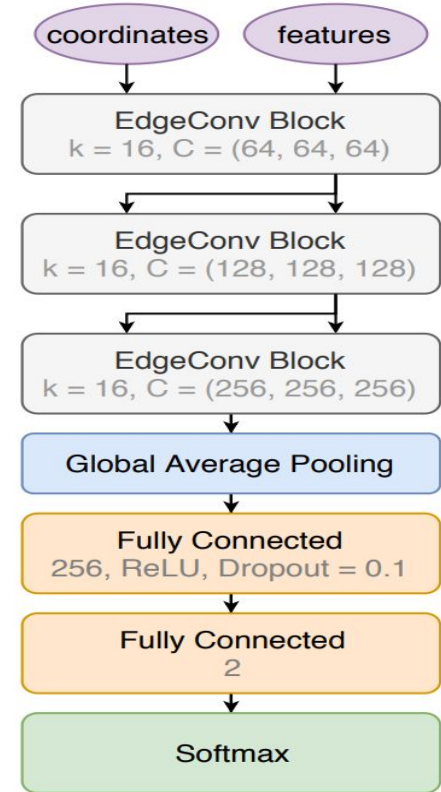 coordinates features
EdgeConv Block
k = 16, C = (64, 64, 64)
EdgeConv Block
k = 16, C = (128, 128, 128)
EdgeConv Block
k = 16, C = (256, 256, 256)
Global Average Pooling
Fully Connected
256, ReLU, Dropout = 0.1
Fully Connected
2
Softmax